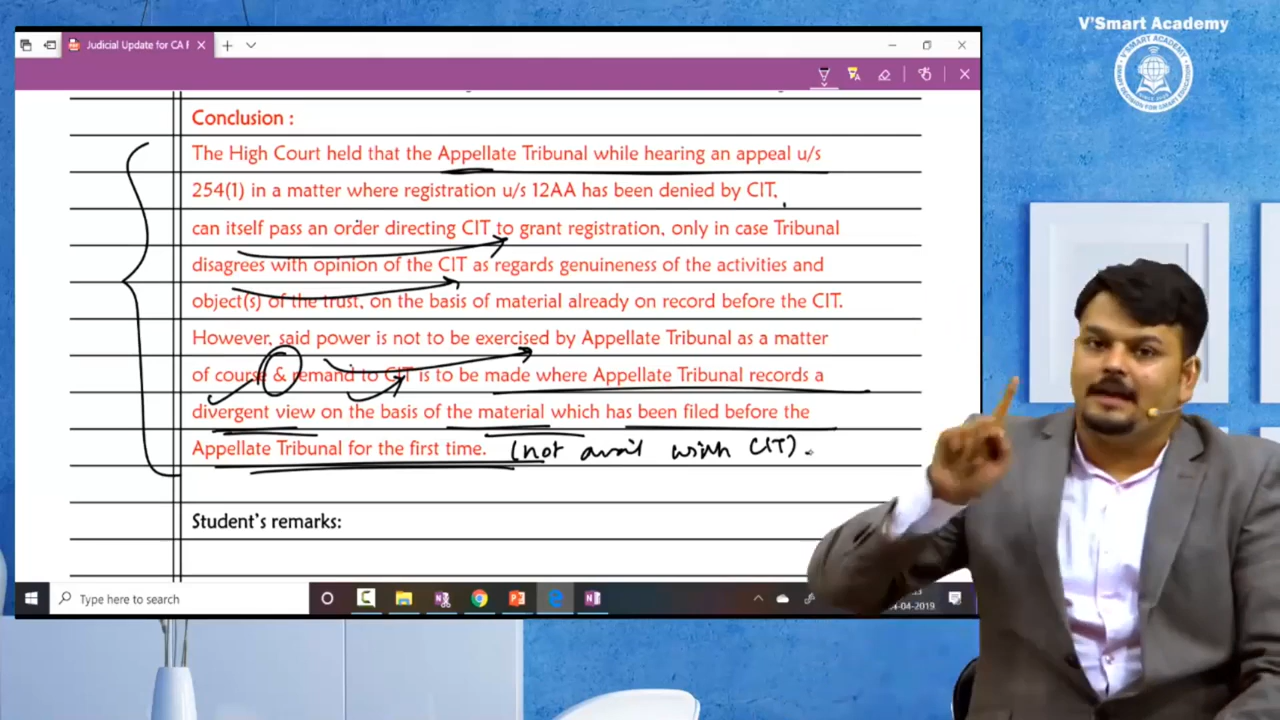 V'Smart Academy
Judicial Update for CA F
Conclusion :
The High Court held that the Appellate Tribunal while hearing an appeal u/s
254(1) in a matter where registration u/s 12AA has been denied by CIT,
can itself pass an order directing CIT to grant registration, only in case Tribunal
disagrees with opinion of the CIT as regards genuineness of the activities and
object(s) of the trust, on the basis of material already on record before the CIT.
However, said power is not to be exercised by Appellate Tribunal as a matter
of course & remand to CIT is to be made where Appellate Tribunal records a
divergent view on the basis of the material which has been filed before the
Appellate Tribunal for the first time. (not avail with CIT).
Student's remarks:
Type here to search
-04-2019